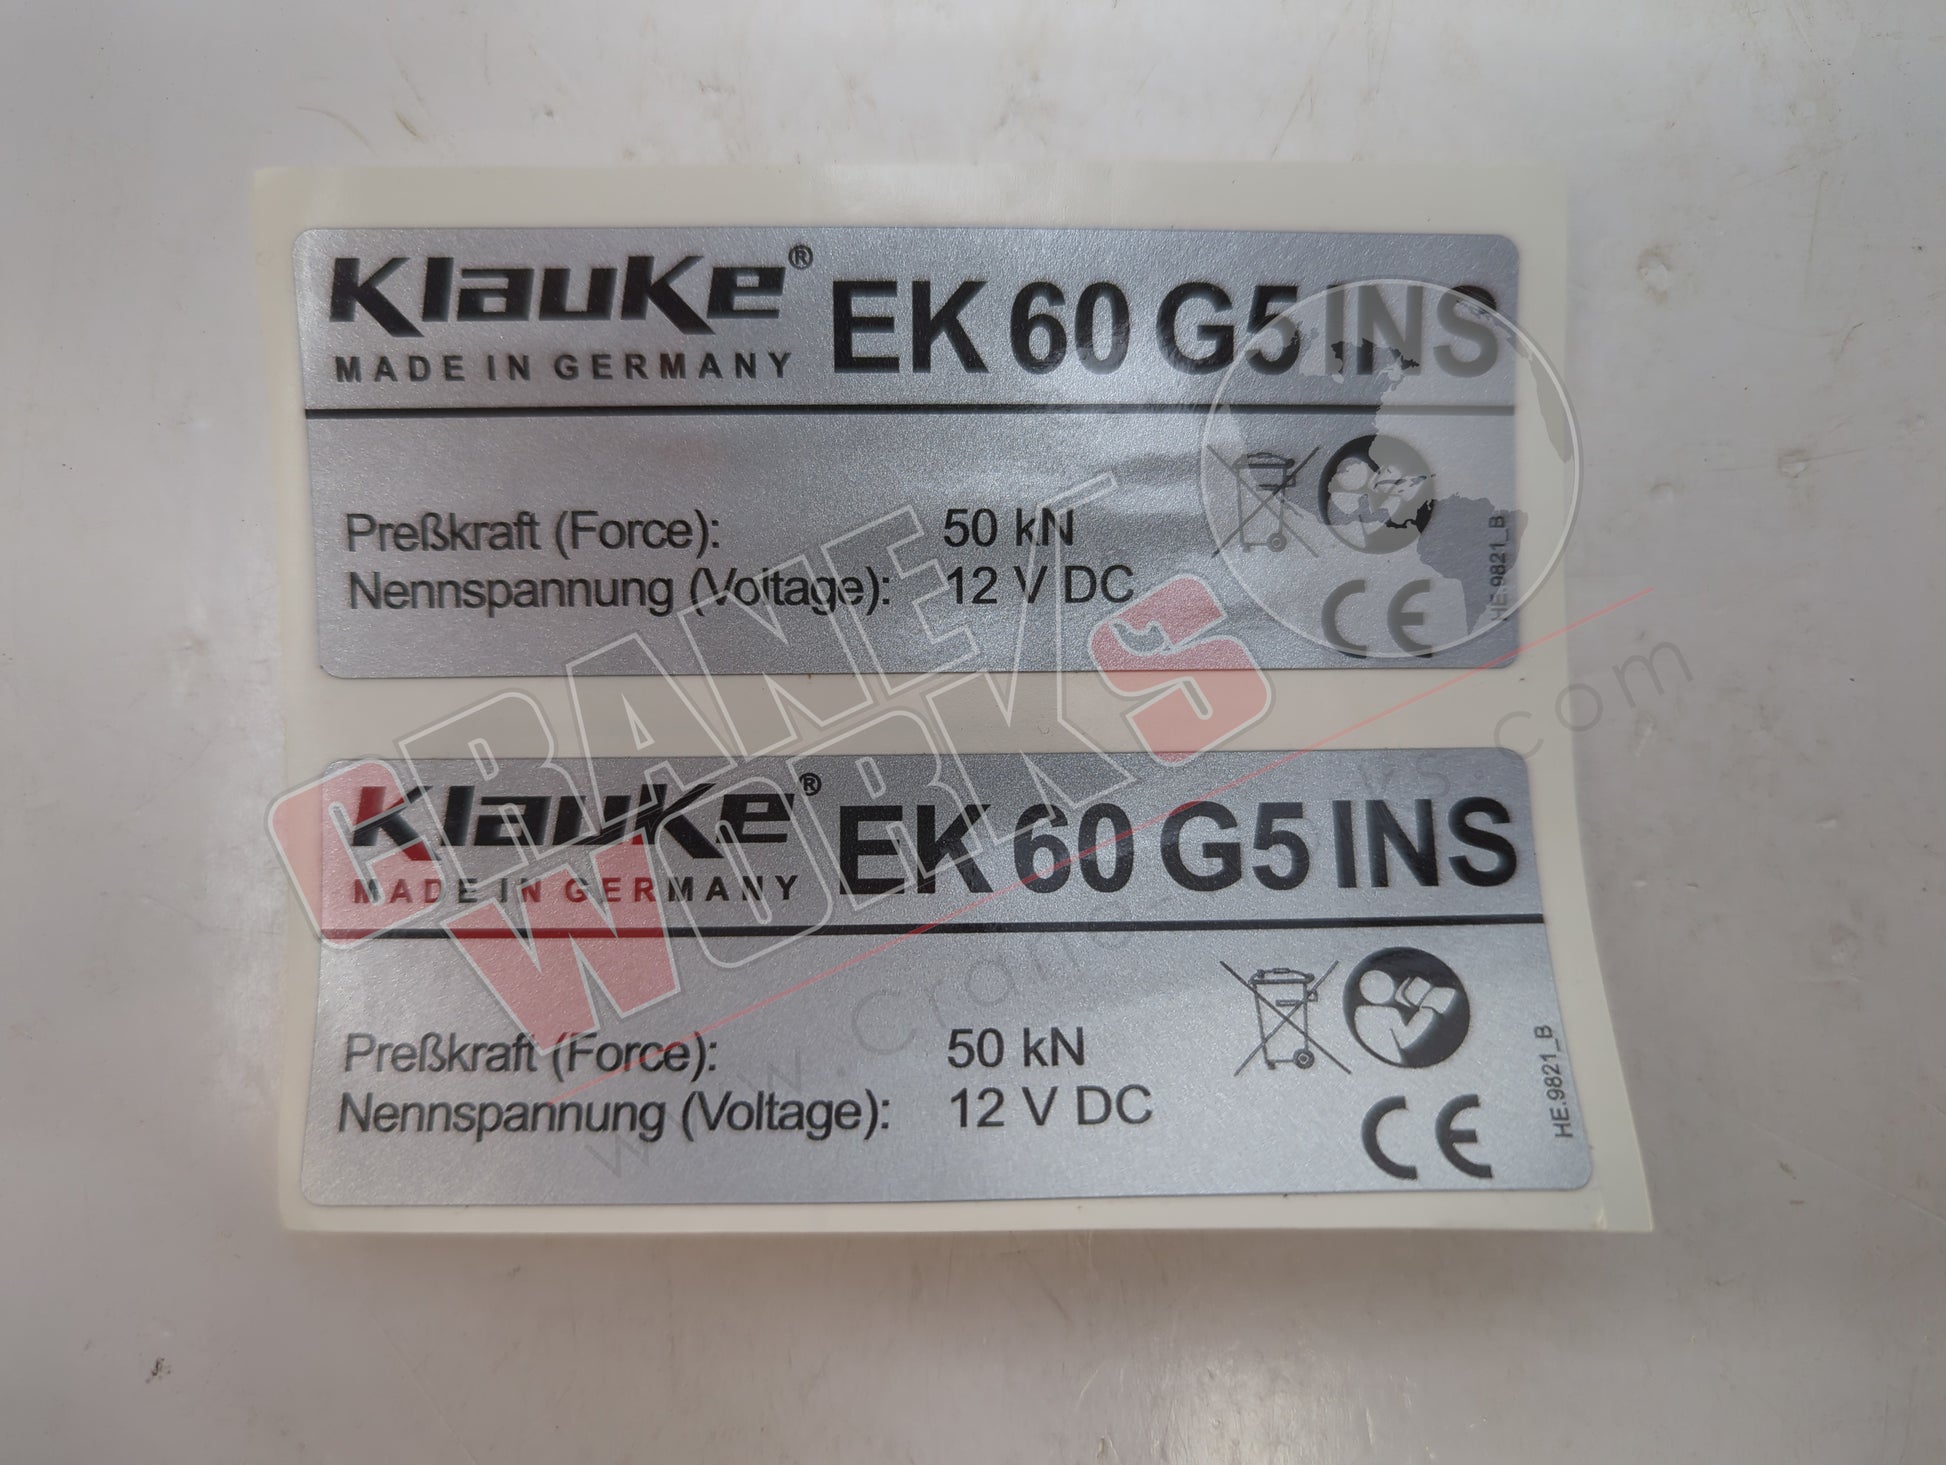 Klauke® EK 60 G5 INS
MADE IN GERMANY
Preßkraft (Force): 50 kN
Nennspannung (Voltage): 12 V DC
CE
HE.9821_B
CRANE
WORKS
Klauke® EK 60 G5 INS
MADE IN GERMANY
Preßkraft (Force): 50 kN
Nennspannung (Voltage): 12 V DC
CE
HE.9821_B